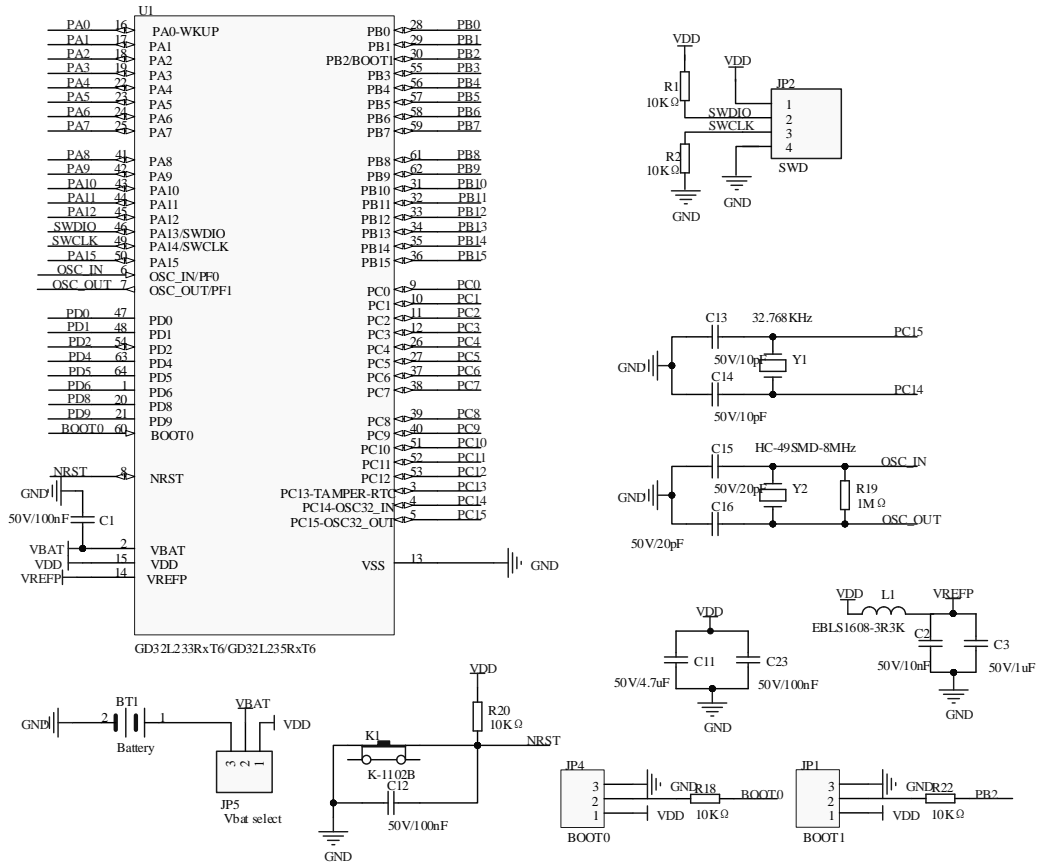 U1
PA0 16 PA0-WKUP PB0 28 PB0
PA1 17 PA1 PB1 29 PB1
PA2 18 PA2 PB2/BOOT1 30 PB2
PA3 19 PA3 PB3 55 PB3
PA4 22 PA4 PB4 56 PB4
PA5 23 PA5 PB5 57 PB5
PA6 24 PA6 PB6 58 PB6
PA7 25 PA7 PB7 59 PB7
PA8 41 PA8 PB8 61 PB8
PA9 42 PA9 PB9 62 PB9
PA10 43 PA10 PB10 31 PB10
PA11 44 PA11 PB11 32 PB11
PA12 45 PA12 PB12 33 PB12
SWDIO 46 PA13/SWDIO PB13 34 PB13
SWCLK 49 PA14/SWCLK PB14 35 PB14
PA15 50 PA15 PB15 36 PB15
OSC_IN 6 OSC_IN/PF0
OSC_OUT 7 OSC_OUT/PF1 PC0 9 PC0
PC1 10 PC1
PD0 47 PD0 PC2 11 PC2
PD1 48 PD1 PC3 12 PC3
PD2 54 PD2 PC4 26 PC4
PD4 63 PD4 PC5 27 PC5
PD5 64 PD5 PC6 37 PC6
PD6 1 PD6 PC7 38 PC7
PD8 20 PD8
PD9 21 PD9 PC8 39 PC8
BOOT0 60 BOOT0 PC9 40 PC9
PC10 51 PC10
PC11 52 PC11
NRST 8 NRST PC12 53 PC12
PC13-TAMPER-RTC 3 PC13
PC14-OSC32_IN 4 PC14
PC15-OSC32_OUT 5 PC15
GND
50V/100nF C1
VBAT 2 VBAT
VDD 15 VDD VSS 13 GND
VREFP 14 VREFP
GD32L233RxT6/GD32L235RxT6
VDD
VDD
R1
10KΩ
JP2
SWDIO
SWCLK
1
2
3
4
R2
10KΩ
SWD
GND
GND
C13 32.768KHz
PC15
50V/10pF Y1
GND
C14
PC14
50V/10pF
C15 HC-49SMD-8MHz
OSC_IN
50V/20pF Y2
R19
1MΩ
GND
C16
OSC_OUT
50V/20pF
VDD
C11 C23
50V/4.7uF 50V/100nF
GND
VDD L1 VREFP
EBLS1608-3R3K
C2 C3
50V/10nF 50V/1uF
GND
BT1
GND 2 1
Battery
VBAT
VDD
3 2 1
JP5
Vbat select
VDD
R20
10KΩ
K1
NRST
K-1102B
C12
50V/100nF
GND
JP4
3
2
1
GND
R18
BOOT0
VDD 10KΩ
BOOT0
JP1
3
2
1
GND
R22
PB2
VDD 10KΩ
BOOT1